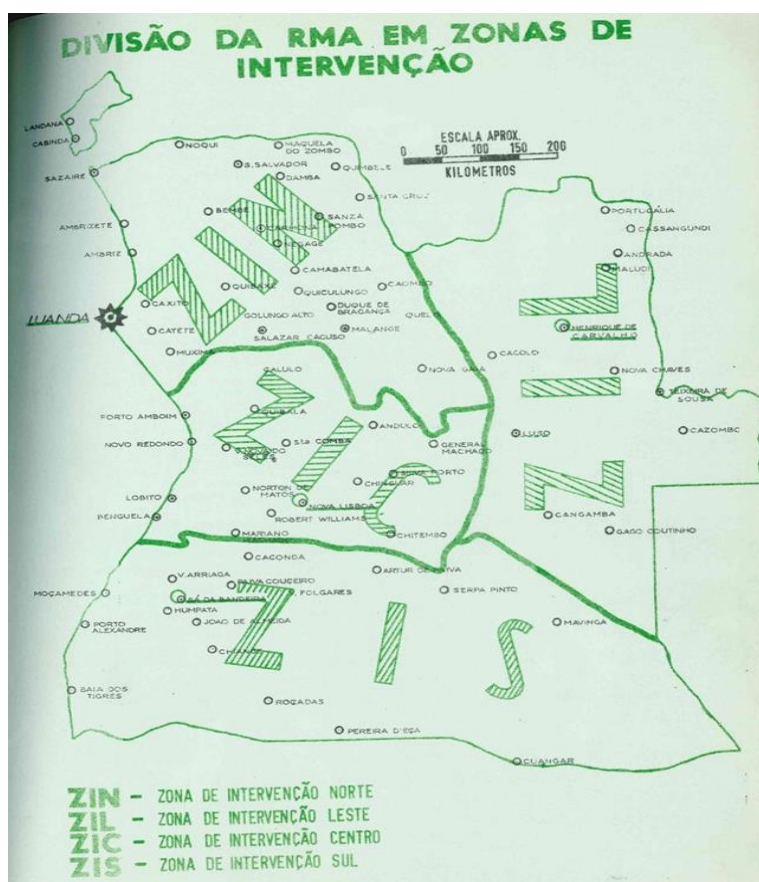 DIVISÃO DA RMA EM ZONAS DE
INTERVENÇÃO
LANDANA
CABINDA
NOQUI
MAQUELA
DO ZOMBO
ESCALA APROX.
0 50 100 150 200
KILOMETROS
S. SALVADOR
QUIMBELE
SAZAIRE
DAMBA
SANTA CRUZ
BEMBE
SANZA
POMBO
PORTUGÁLIA
AMBRIZETE
CARMONA
CASSANGUNDI
NEGAGE
AMBRIZ
ANDRADA
CAMABATELA
MALUDI
ZIN
ZIL
QUIBAXE
QUICULUNGO
CAOMBO
CAXITO
DUQUE DE
BRAGANÇA
LUANDA
GOLUNGO ALTO
QUELA
CATETE
SALAZAR CACUSO
MALANGE
HENRIQUE DE
CARVALHO
MUXIMA
CACOLO
CALULO
NOVA GAIA
NOVA CHAVES
TEIXEIRA DE
SOUSA
PORTO AMBOIM
QUIBALA
ANDULO
LUSO
CAZOMBO
NOVO REDONDO
STA COMBA
GENERAL
MACHADO
ZIC
SILVA PORTO
NORTON DE
MATOS
CHINGUAR
LOBITO
NOVA LISBOA
BENGUELA
ROBERT WILLIAMS
CANGAMBA
MARIANO
CHITEMBO
GAGO COUTINHO
CACONDA
V. ARRIAGA
ARTUR DE PAIVA
MOÇAMEDES
PAIVA COUCEIRO
FOLGARES
SERPA PINTO
SÁ DA BANDEIRA
HUMPATA
PORTO
ALEXANDRE
JOÃO DE ALMEIDA
MAVINGA
ZIS
CHIANGE
BAIA DOS
TIGRES
ROÇADAS
PEREIRA D'EÇA
CUANGAR
ZIN - ZONA DE INTERVENÇÃO NORTE
ZIL - ZONA DE INTERVENÇÃO LESTE
ZIC - ZONA DE INTERVENÇÃO CENTRO
ZIS - ZONA DE INTERVENÇÃO SUL